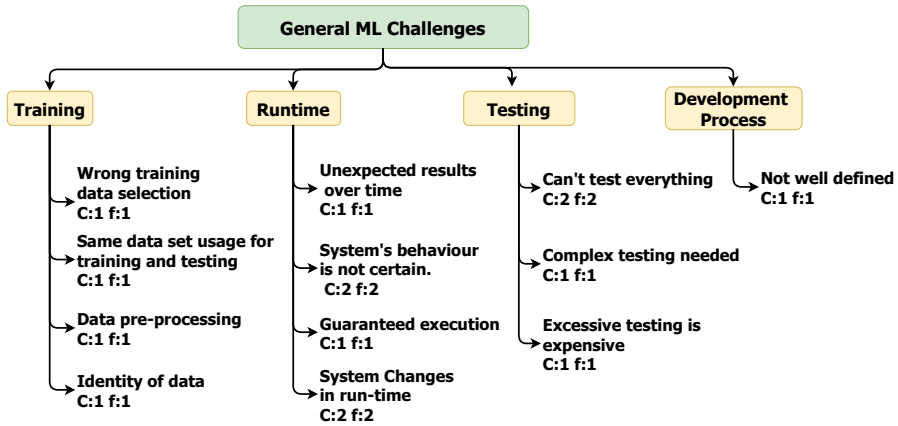 General ML Challenges
Training
Wrong training
data selection
C:1 f:1
Same data set usage for
training and testing
C:1 f:1
Data pre-processing
C:1 f:1
Identity of data
C:1 f:1
Runtime
Unexpected results
over time
C:1 f:1
System's behaviour
is not certain.
C:2 f:2
Guaranteed execution
C:1 f:1
System Changes
in run-time
C:2 f:2
Testing
Can't test everything
C:2 f:2
Complex testing needed
C:1 f:1
Excessive testing is
expensive
C:1 f:1
Development
Process
Not well defined
C:1 f:1